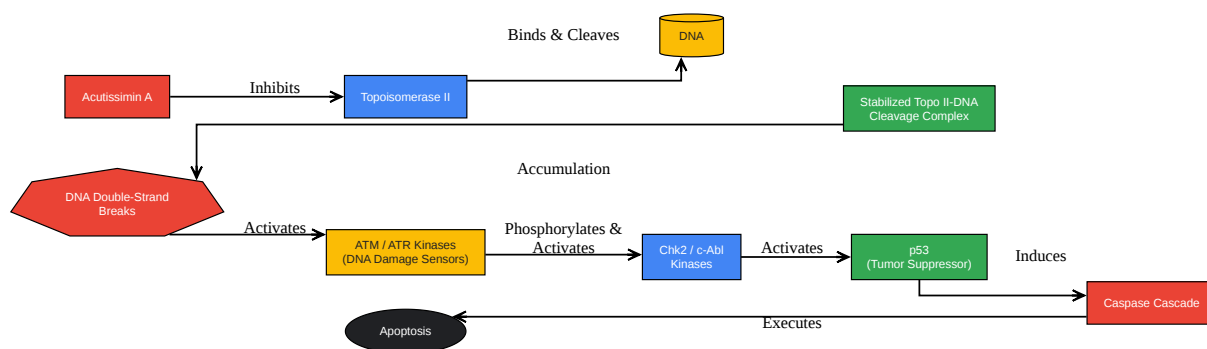 Binds & Cleaves
DNA
Acutissimin A
Inhibits
Topoisomerase II
Stabilized Topo II-DNA
Cleavage Complex
Accumulation
DNA Double-Strand
Breaks
Activates
ATM / ATR Kinases
(DNA Damage Sensors)
Phosphorylates &
Activates
Chk2 / c-Abl
Kinases
Activates
p53
(Tumor Suppressor)
Induces
Caspase Cascade
Executes
Apoptosis